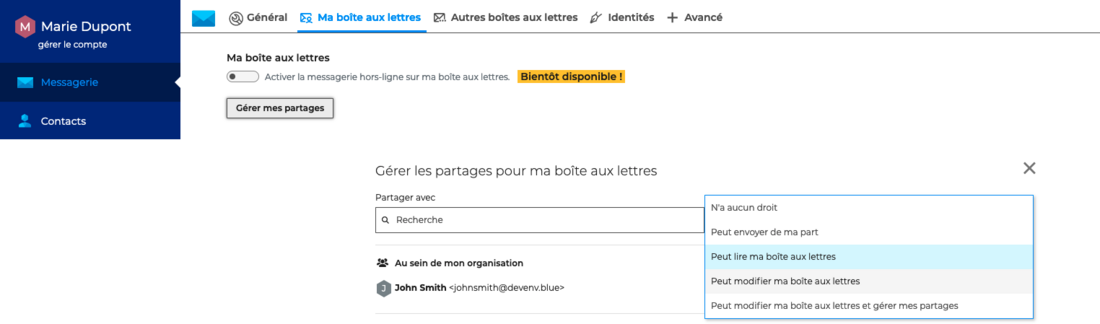 M Marie Dupont
gérer le compte
Messagerie
Contacts
Général Ma boîte aux lettres Autres boîtes aux lettres Identités Avancé
Ma boîte aux lettres
Activer la messagerie hors-ligne sur ma boîte aux lettres. Bientôt disponible !
Gérer mes partages
Gérer les partages pour ma boîte aux lettres
Partager avec
Recherche
Au sein de mon organisation
J John Smith <johnsmith@devenv.blue>
N'a aucun droit
Peut envoyer de ma part
Peut lire ma boîte aux lettres
Peut modifier ma boîte aux lettres
Peut modifier ma boîte aux lettres et gérer mes partages